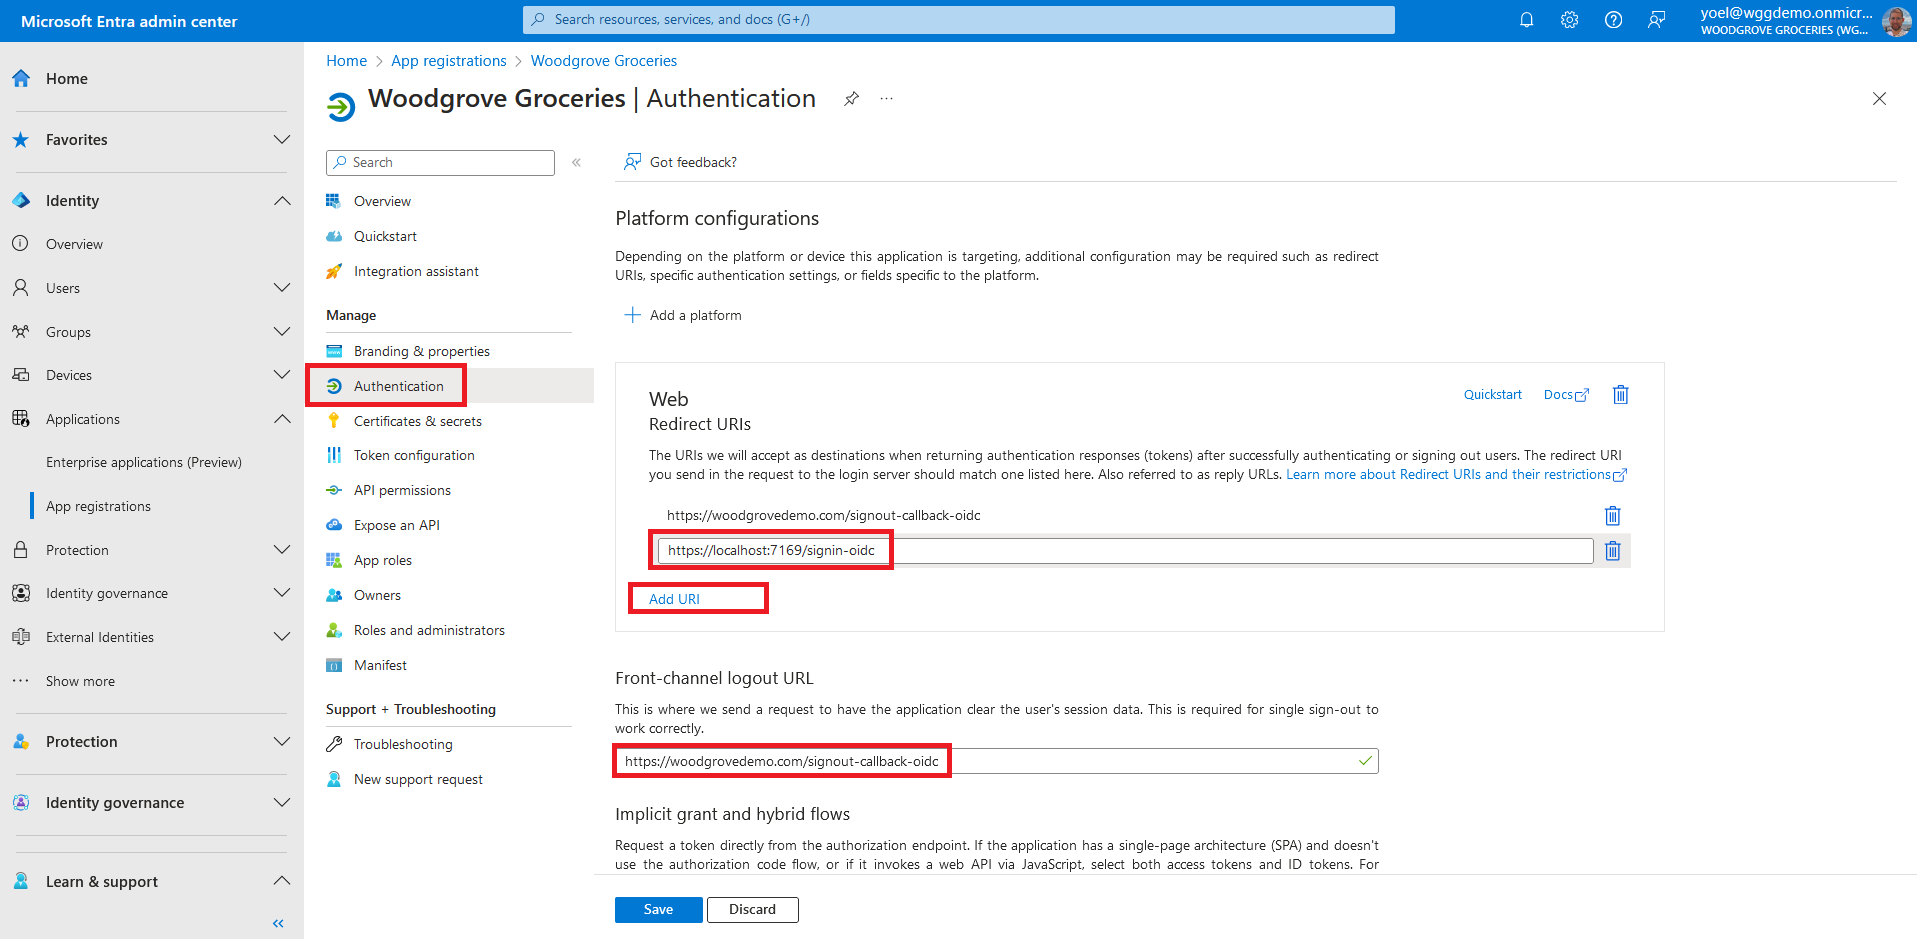 Microsoft Entra admin center
Search resources, services, and docs (G+/)
yoel@wggdemo.onmicr...
WOODGROVE GROCERIES (WG...
Home
Favorites
Identity
Overview
Users
Groups
Devices
Applications
Enterprise applications (Preview)
App registrations
Protection
Identity governance
External Identities
Show more
Protection
Identity governance
Learn & support
Home > App registrations > Woodgrove Groceries
Woodgrove Groceries | Authentication
Search
Overview
Quickstart
Integration assistant
Manage
Branding & properties
Authentication
Certificates & secrets
Token configuration
API permissions
Expose an API
App roles
Owners
Roles and administrators
Manifest
Support + Troubleshooting
Troubleshooting
New support request
Got feedback?
Platform configurations
Depending on the platform or device this application is targeting, additional configuration may be required such as redirect
URIs, specific authentication settings, or fields specific to the platform.
Add a platform
Web
Quickstart
Docs
Redirect URIs
The URIs we will accept as destinations when returning authentication responses (tokens) after successfully authenticating or signing out users. The redirect URI
you send in the request to the login server should match one listed here. Also referred to as reply URLs. Learn more about Redirect URIs and their restrictions
https://woodgrovedemo.com/signout-callback-oidc
https://localhost:7169/signin-oidc
Add URI
Front-channel logout URL
This is where we send a request to have the application clear the user's session data. This is required for single sign-out to
work correctly.
https://woodgrovedemo.com/signout-callback-oidc
Implicit grant and hybrid flows
Request a token directly from the authorization endpoint. If the application has a single-page architecture (SPA) and doesn't
use the authorization code flow, or if it invokes a web API via JavaScript, select both access tokens and ID tokens. For
Save
Discard